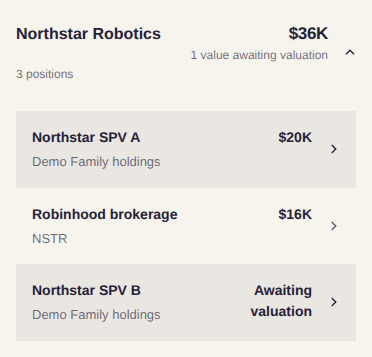 Northstar Robotics $36K
1 value awaiting valuation
3 positions
Northstar SPV A $20K
Demo Family holdings
Robinhood brokerage $16K
NSTR
Northstar SPV B Awaiting
Demo Family holdings valuation